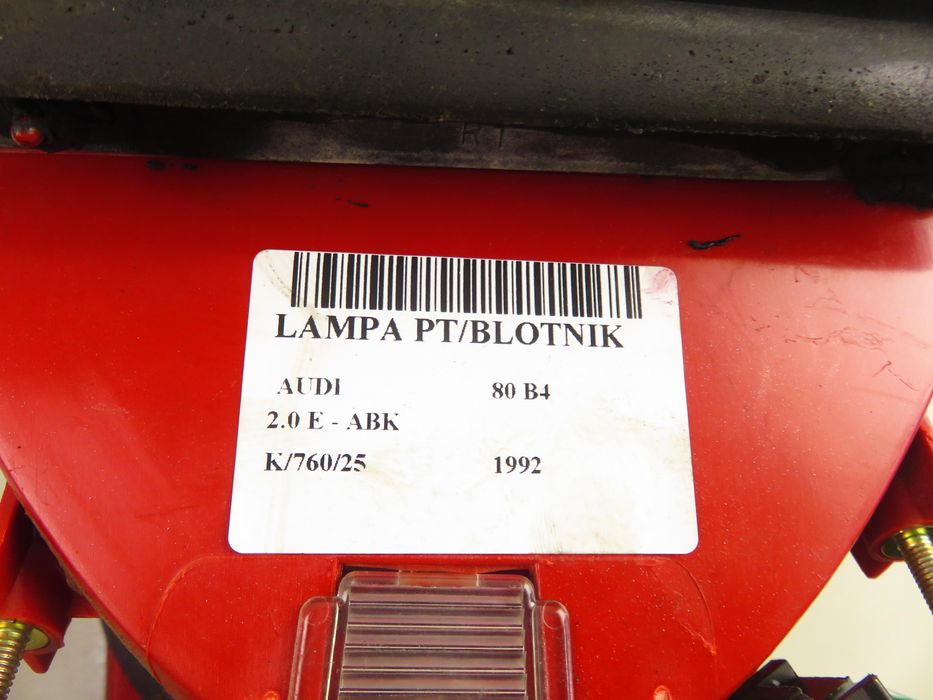 LAMPA PT/BLOTNIK
AUDI 80 B4
2.0 E - ABK
K/760/25 1992